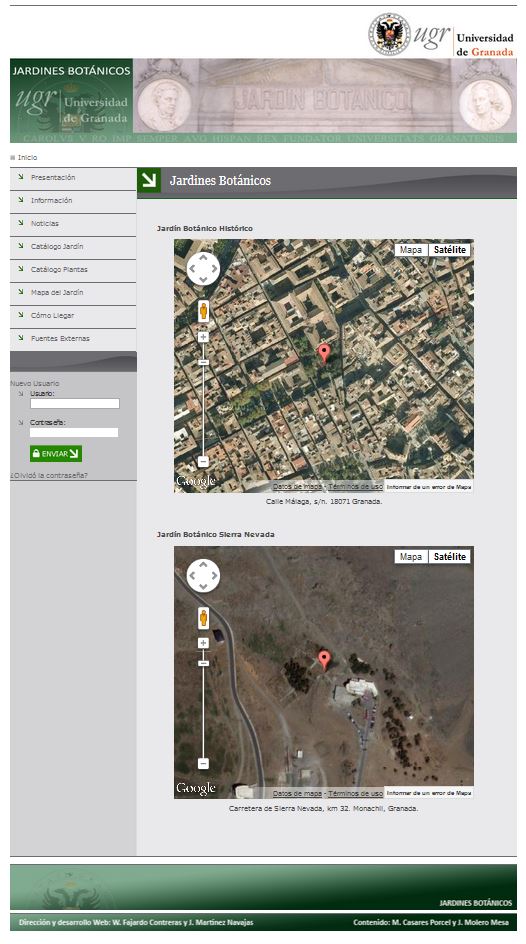 ugr
Universidad
de Granada
JARDINES BOTÁNICOS
ugr
Universidad
de Granada
JARDIN BOTANICO
CAROLVS V RO IMP SEMPER AVG HISPAN REX FUNDATOR UNIVERSITATIS GRANATENSIS
Inicio
Presentación
Información
Noticias
Catálogo Jardín
Catálogo Plantas
Mapa del Jardín
Cómo Llegar
Fuentes Externas
Nuevo Usuario
Usuario:
Contraseña:
ENVIAR
¿Olvidó la contraseña?
Jardines Botánicos
Jardín Botánico Histórico
Mapa Satélite
Google
Datos de mapa - Términos de uso Informar de un error de Maps
Calle Málaga, s/n. 18071 Granada.
Jardín Botánico Sierra Nevada
Mapa Satélite
Google
Datos de mapa - Términos de uso Informar de un error de Maps
Carretera de Sierra Nevada, km 32. Monachil, Granada.
JARDINES BOTÁNICOS
Dirección y desarrollo Web: W. Fajardo Contreras y J. Martínez Navajas
Contenido: M. Casares Porcel y J. Molero Mesa